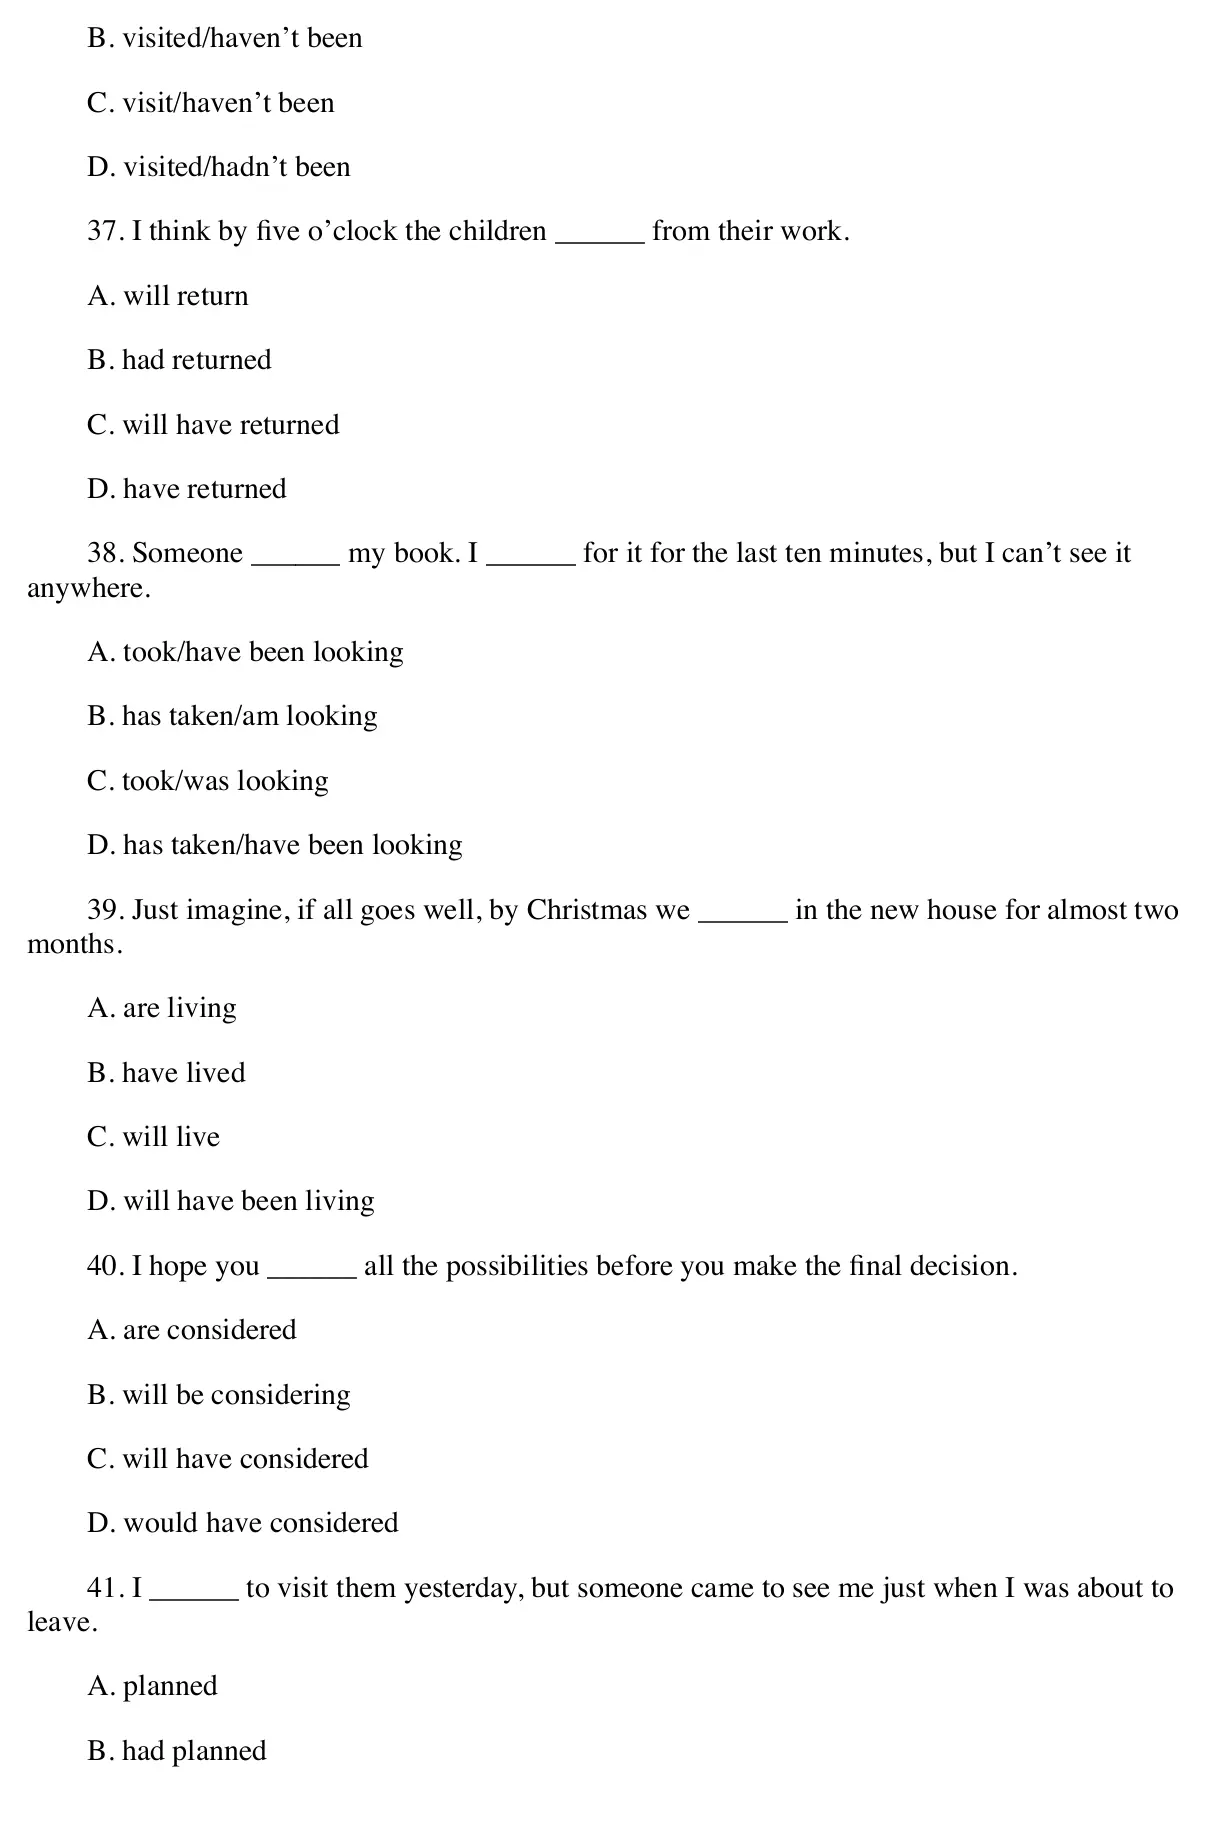 B. visited/haven’t been
C. visit/haven’t been
D. visited/hadn’t been
37. I think by five o’clock the children ______ from their work.
A. will return
B. had returned
C. will have returned
D. have returned
38. Someone ______ my book. I ______ for it for the last ten minutes, but I can’t see it
anywhere.
A. took/have been looking
B. has taken/am looking
C. took/was looking
D. has taken/have been looking
39. Just imagine, if all goes well, by Christmas we ______ in the new house for almost two
months.
A. are living
B. have lived
C. will live
D. will have been living
40. I hope you ______ all the possibilities before you make the final decision.
A. are considered
B. will be considering
C. will have considered
D. would have considered
41. I ______ to visit them yesterday, but someone came to see me just when I was about to
leave.
A. planned
B. had planned